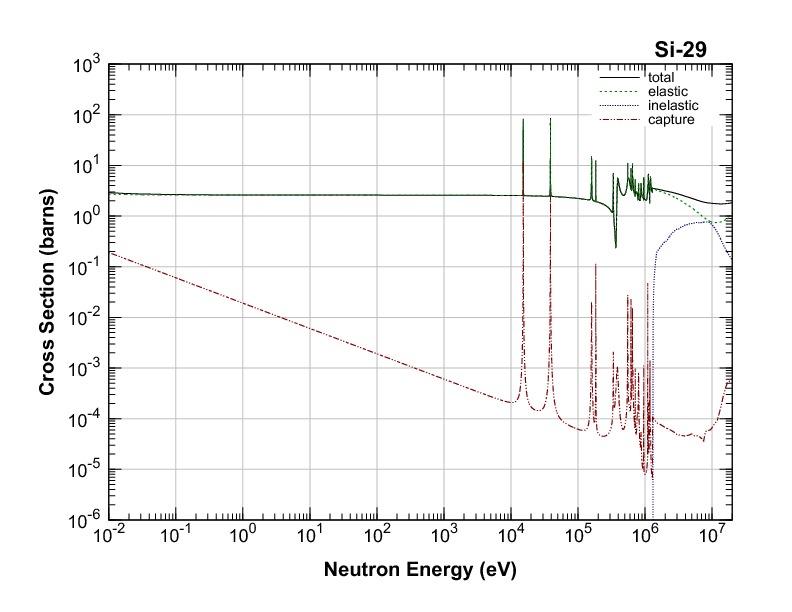 Si-29
total
elastic
inelastic
capture
Cross Section (barns)
10³
10²
10¹
10⁰
10⁻¹
10⁻²
10⁻³
10⁻⁴
10⁻⁵
10⁻⁶
10⁻² 10⁻¹ 10⁰ 10¹ 10² 10³ 10⁴ 10⁵ 10⁶ 10⁷
Neutron Energy (eV)